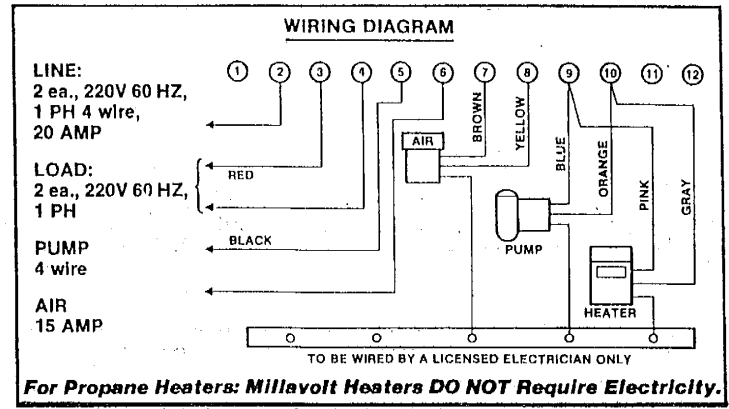 WIRING DIAGRAM
1 2 3 4 5 6 7 8 9 10 11 12
LINE:
2 ea., 220V 60 HZ,
1 PH 4 wire,
20 AMP
LOAD:
2 ea., 220V 60 HZ,
1 PH
PUMP
4 wire
AIR
15 AMP
RED
BLACK
AIR
BROWN
YELLOW
BLUE
ORANGE
PINK
GRAY
PUMP
HEATER
TO BE WIRED BY A LICENSED ELECTRICIAN ONLY
For Propane Heaters: Millavolt Heaters DO NOT Require Electricity.